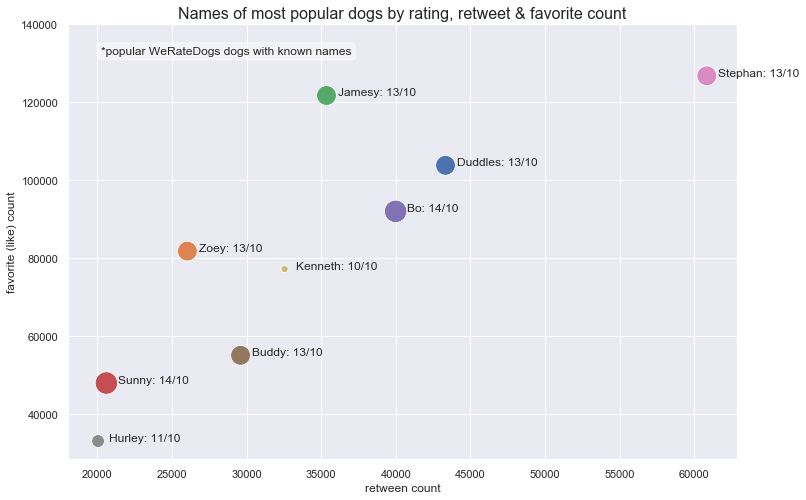 Names of most popular dogs by rating, retweet & favorite count
140000
*popular WeRateDogs dogs with known names
Stephan: 13/10
120000
Jamesy: 13/10
Duddles: 13/10
100000
Bo: 14/10
Zoey: 13/10
80000
Kenneth: 10/10
60000
Buddy: 13/10
Sunny: 14/10
40000
Hurley: 11/10
favorite (like) count
20000 25000 30000 35000 40000 45000 50000 55000 60000
retween count